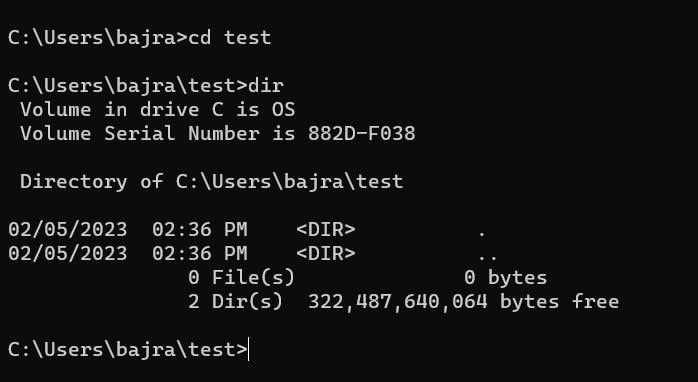 C:\Users\bajra>cd test
C:\Users\bajra\test>dir
 Volume in drive C is OS
 Volume Serial Number is 882D-F038
 Directory of C:\Users\bajra\test
02/05/2023  02:36 PM    <DIR>          .
02/05/2023  02:36 PM    <DIR>          ..
               0 File(s)              0 bytes
               2 Dir(s)  322,487,640,064 bytes free
C:\Users\bajra\test>